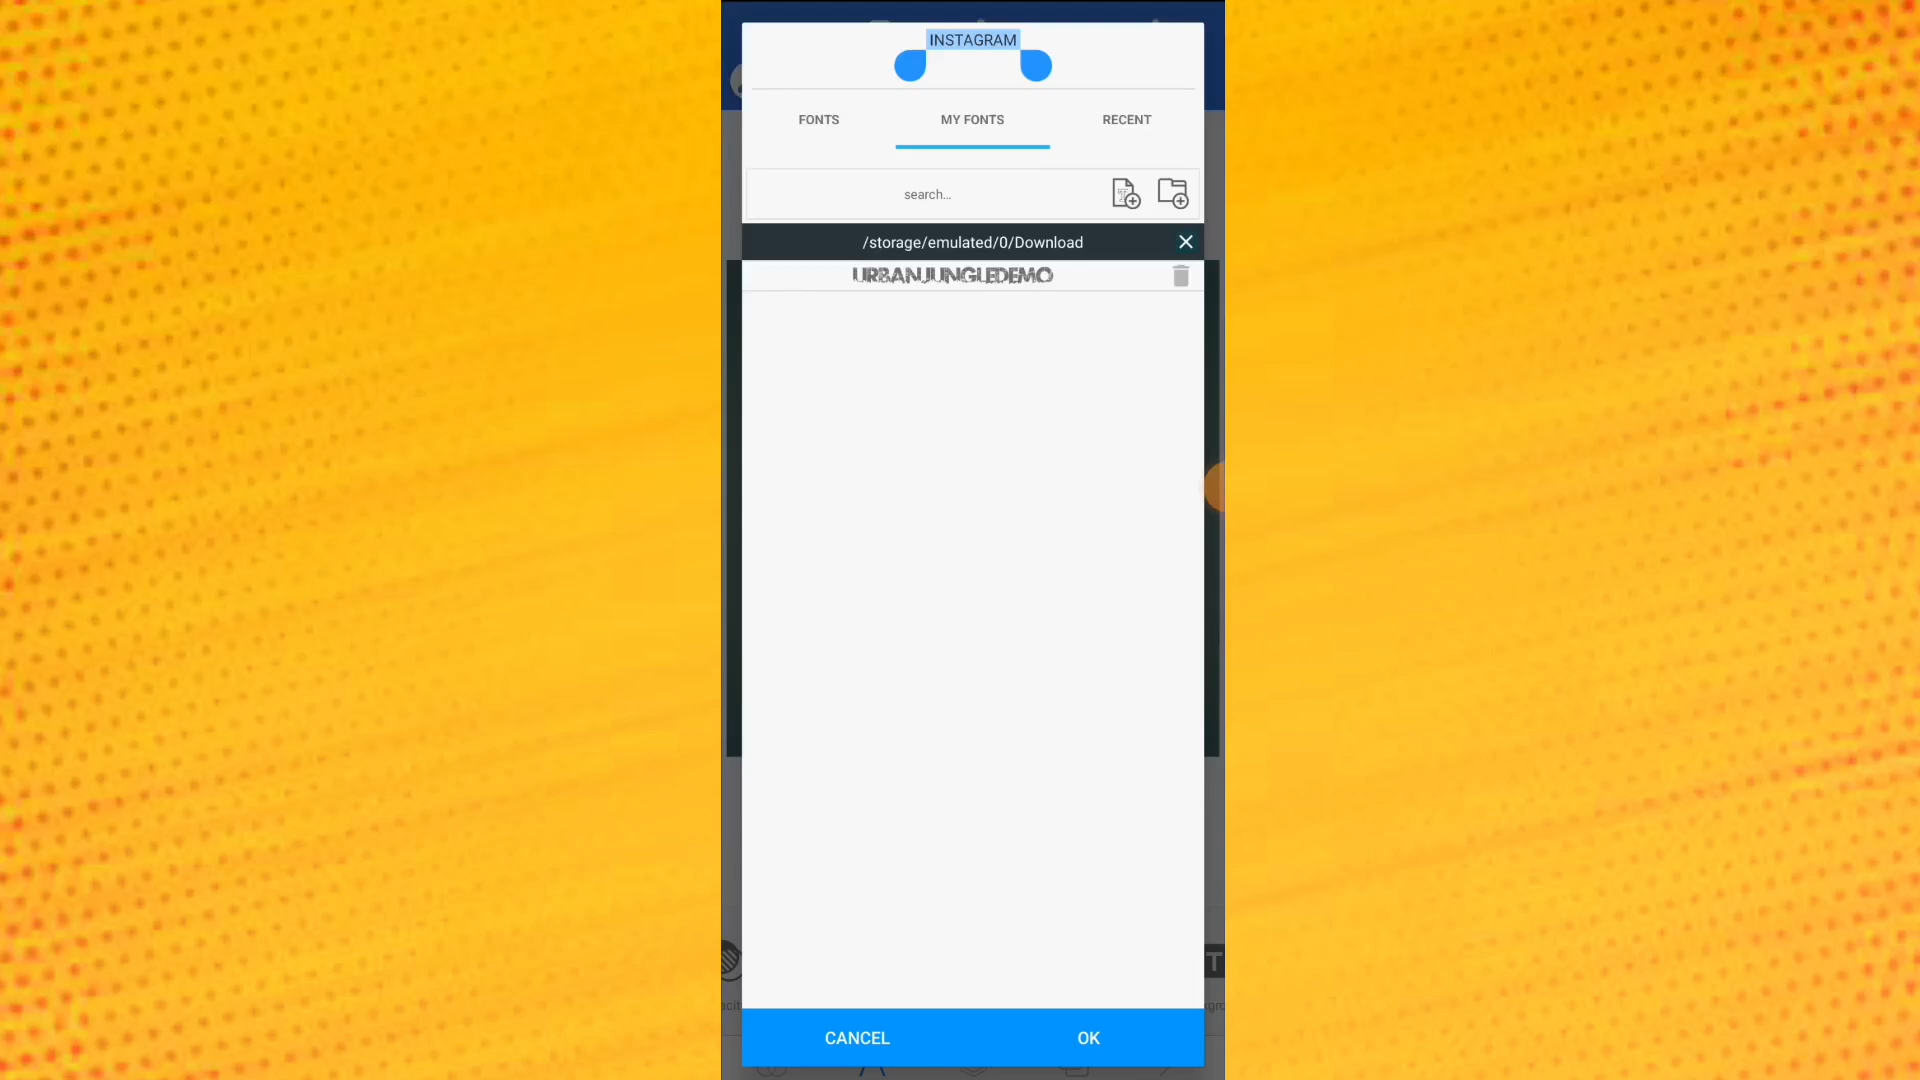 INSTAGRAM
FONTS MY FONTS RECENT
search...
/storage/emulated/0/Download
URBANJUNGLEDEMO
T
CANCEL OK